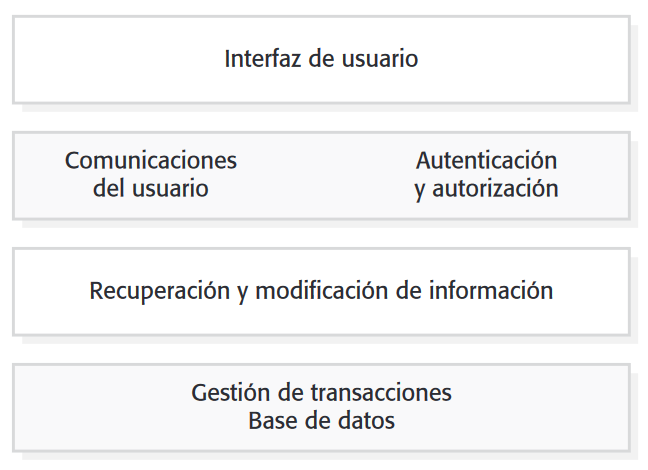 Interfaz de usuario
Comunicaciones
del usuario
Autenticación
y autorización
Recuperación y modificación de información
Gestión de transacciones
Base de datos